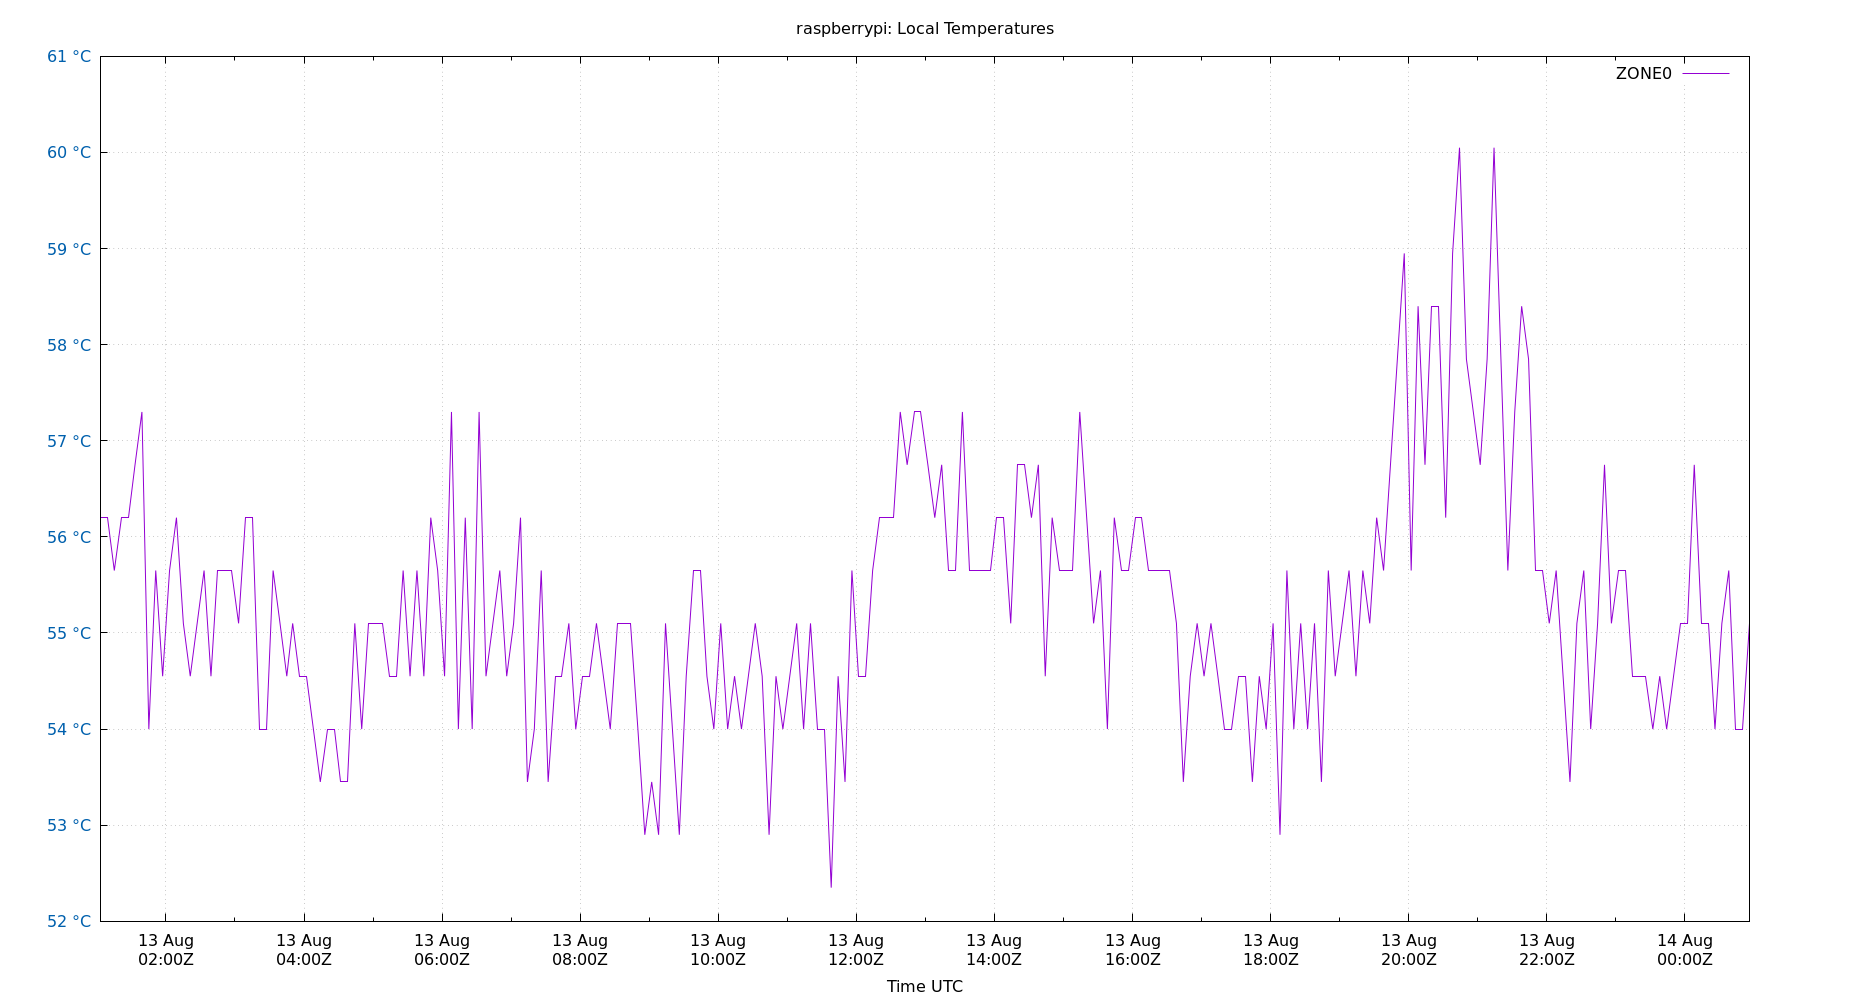 raspberrypi: Local Temperatures
61 °C
ZONE0
60 °C
59 °C
58 °C
57 °C
56 °C
55 °C
54 °C
53 °C
52 °C
13 Aug 13 Aug 13 Aug 13 Aug 13 Aug 13 Aug 13 Aug 13 Aug 13 Aug 13 Aug 13 Aug 14 Aug
02:00Z 04:00Z 06:00Z 08:00Z 10:00Z 12:00Z 14:00Z 16:00Z 18:00Z 20:00Z 22:00Z 00:00Z
Time UTC